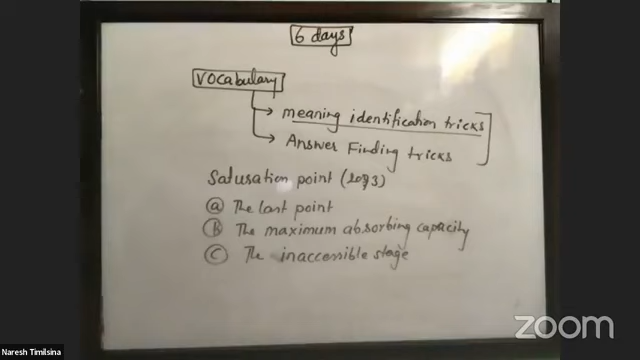 6 days
vocabulary
→ meaning identification tricks
→ Answer Finding tricks
Saturation point (2073)
ⓐ The last point
ⓑ The maximum absorbing capacity
ⓒ The inaccessible stage
zoom
Naresh Timilsina